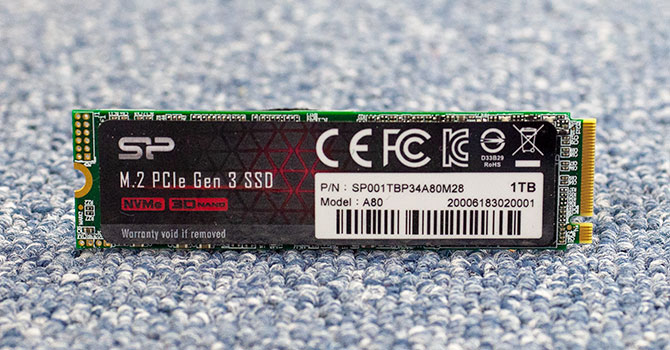 SP
M.2 PCIe Gen 3 SSD
NVMe 3D NAND
Warranty void if removed
CE FC
D33B29
RoHS
P/N: SP001TBP34A80M28 1TB
Model: A80 20006183020001